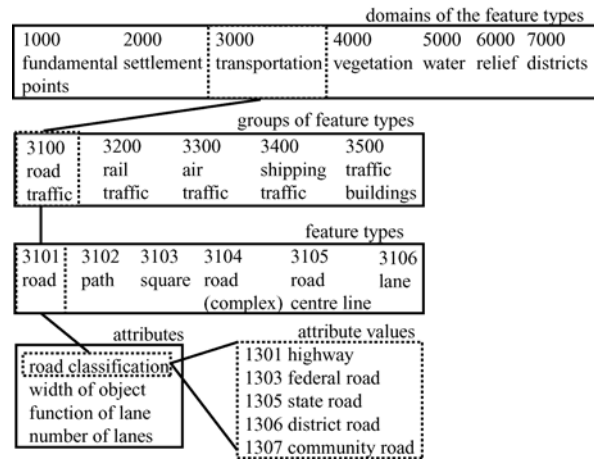 domains of the feature types
1000 2000 3000 4000 5000 6000 7000
fundamental settlement transportation vegetation water relief districts
points
groups of feature types
3100 3200 3300 3400 3500
road rail air shipping traffic
traffic traffic traffic traffic buildings
feature types
3101 3102 3103 3104 3105 3106
road path square road road lane
(complex) centre line
attributes
road classification
width of object
function of lane
number of lanes
attribute values
1301 highway
1303 federal road
1305 state road
1306 district road
1307 community road